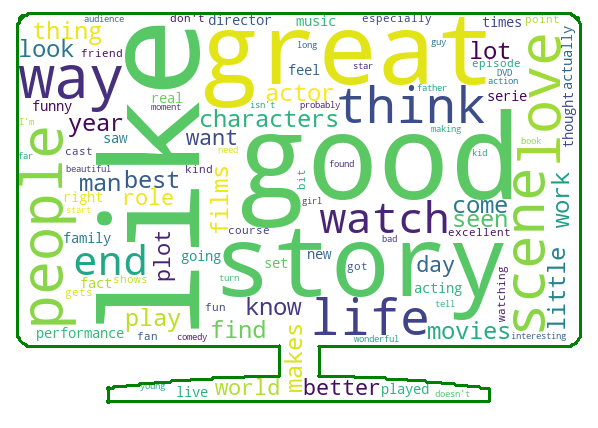 audience
don't
director
music
especially
times
point
thing
great
like
friend
look
long
guy
lot
actually
way
feel
star
episode
DVD
action
funny
real
moment
actor
father
think
serie
love
thought
I'm
year
isn't
probably
characters
making
saw
want
good
people
far
cast
need
kid
book
beautiful
man
best
kind
found
scene
films
bit
right
role
girl
come
work
start
watch
seen
family
course
excellent
plot
end
going
story
new
bad
little
fact
shows
set
got
day
watching
gets
turn
acting
know
life
tell
play
fun
find
movies
performance
fan
comedy
makes
wonderful
interesting
young
live
world
better
played
doesn't